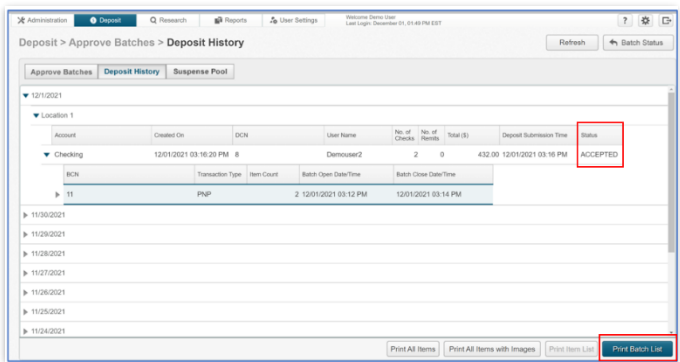 Administration Deposit Research Reports User Settings Welcome Demo User
Last Login: December 01, 01:49 PM EST
Deposit > Approve Batches > Deposit History Refresh Batch Status
Approve Batches Deposit History Suspense Pool
12/1/2021
Location 1
Account Created On DCN User Name No. of Checks No. of Remits Total ($) Deposit Submission Time Status
Checking 12/01/2021 03:16:20 PM 8 Demouser2 2 0 432.00 12/01/2021 03:16 PM ACCEPTED
BCN Transaction Type Item Count Batch Open Date/Time Batch Close Date/Time
11 PNP 2 12/01/2021 03:12 PM 12/01/2021 03:14 PM
11/30/2021
11/29/2021
11/28/2021
11/27/2021
11/26/2021
11/25/2021
11/24/2021
Print All Items Print All Items with Images Print Item List Print Batch List